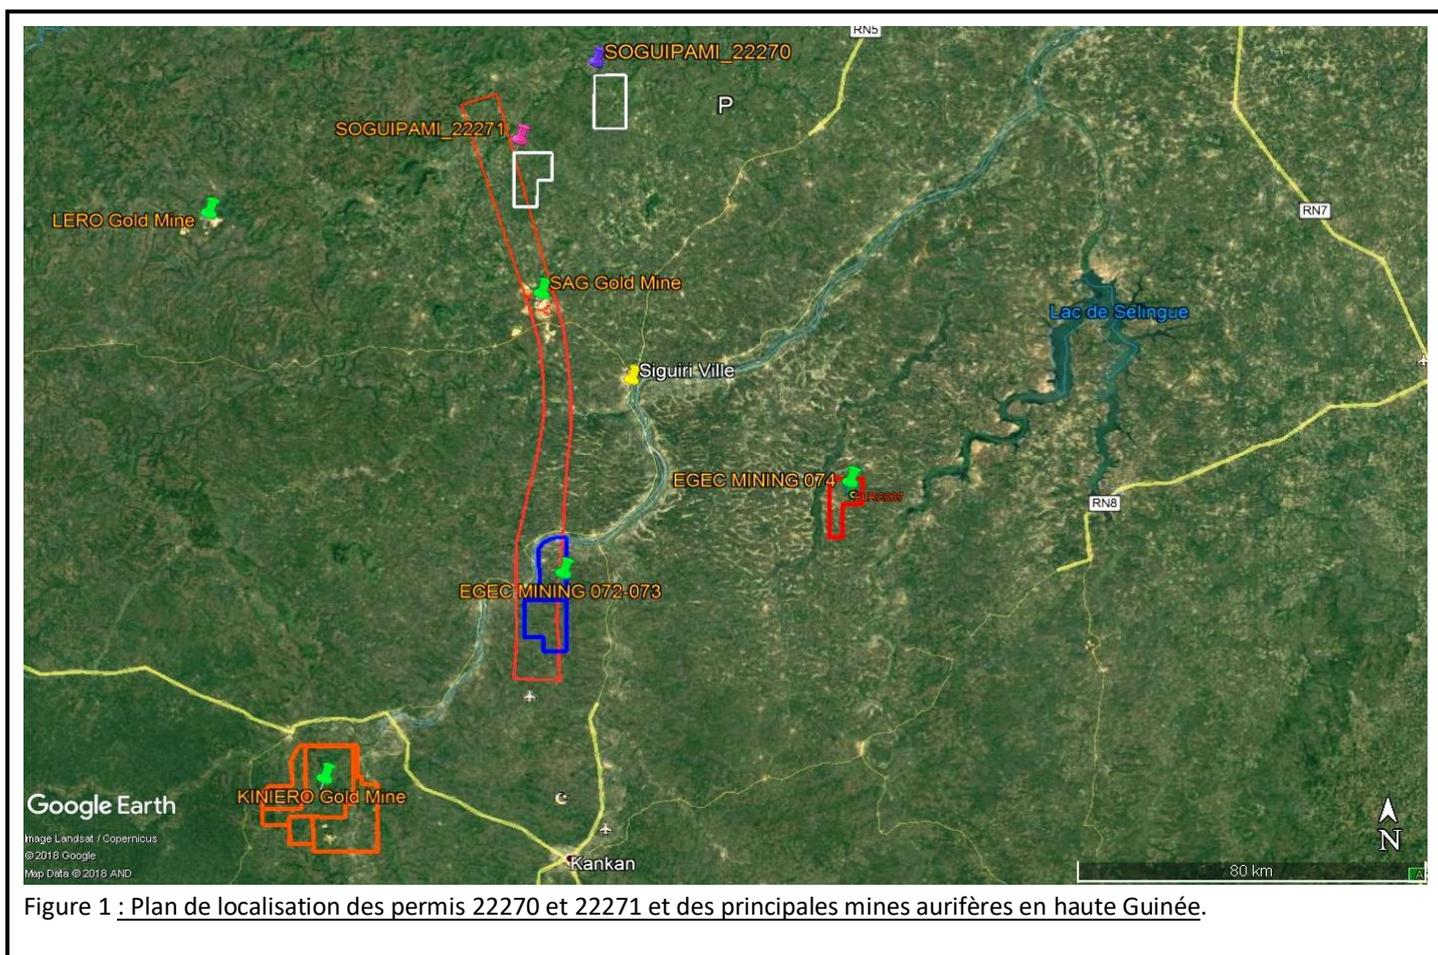 RN5
SOGUIPAMI_22270
P
SOGUIPAMI_22271
LERO Gold Mine
RN7
SAG Gold Mine
Lac de Sélingue
Siguiri Ville
EGEC MINING 074
RN8
EGEC MINING 072-073
KINIERO Gold Mine
Google Earth
Image Landsat / Copernicus
© 2018 Google
Map Data © 2018 AND
Kankan
N
80 km
A
Figure 1 : Plan de localisation des permis 22270 et 22271 et des principales mines aurifères en haute Guinée.